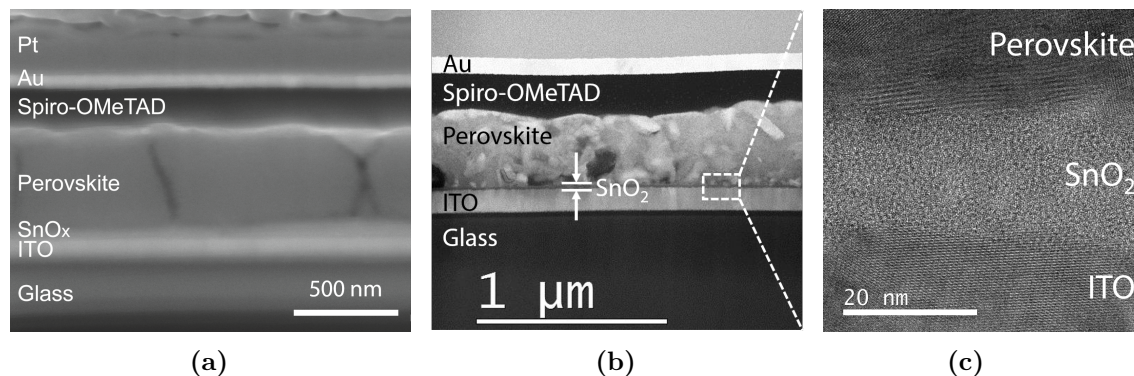 Pt
Au
Spiro-OMeTAD
Perovskite
SnOx
ITO
Glass
500 nm
(a)
Au
Spiro-OMeTAD
Perovskite
SnO₂
ITO
Glass
1 µm
(b)
Perovskite
SnO₂
ITO
20 nm
(c)